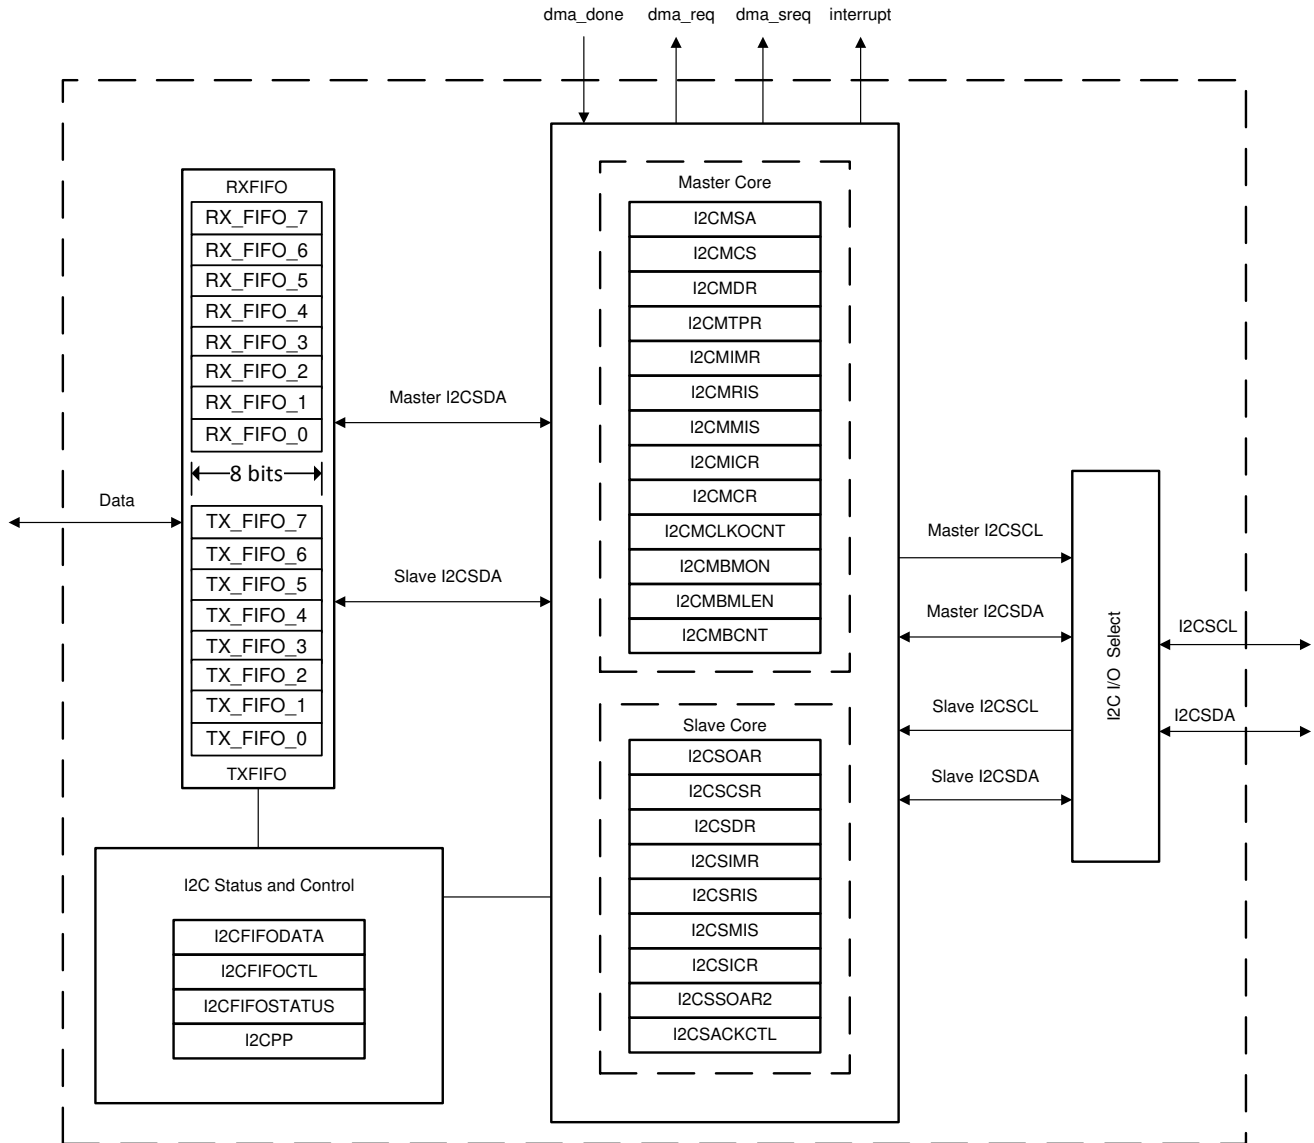 dma_done
dma_req
dma_sreq
interrupt
RXFIFO
RX_FIFO_7
RX_FIFO_6
RX_FIFO_5
RX_FIFO_4
RX_FIFO_3
RX_FIFO_2
RX_FIFO_1
RX_FIFO_0
8 bits
TX_FIFO_7
TX_FIFO_6
TX_FIFO_5
TX_FIFO_4
TX_FIFO_3
TX_FIFO_2
TX_FIFO_1
TX_FIFO_0
TXFIFO
Data
I2C Status and Control
I2CFIFODATA
I2CFIFOCTL
I2CFIFOSTATUS
I2CPP
Master I2CSDA
Slave I2CSDA
Master Core
I2CMSA
I2CMCS
I2CMDR
I2CMTPR
I2CMIMR
I2CMRIS
I2CMMIS
I2CMICR
I2CMCR
I2CMCLKOCNT
I2CMBMON
I2CMBMLEN
I2CMBCNT
Slave Core
I2CSOAR
I2CSCSR
I2CSDR
I2CSIMR
I2CSRIS
I2CSMIS
I2CSICR
I2CSSOAR2
I2CSACKCTL
Master I2CSCL
Master I2CSDA
Slave I2CSCL
Slave I2CSDA
I2C I/O Select
I2CSCL
I2CSDA